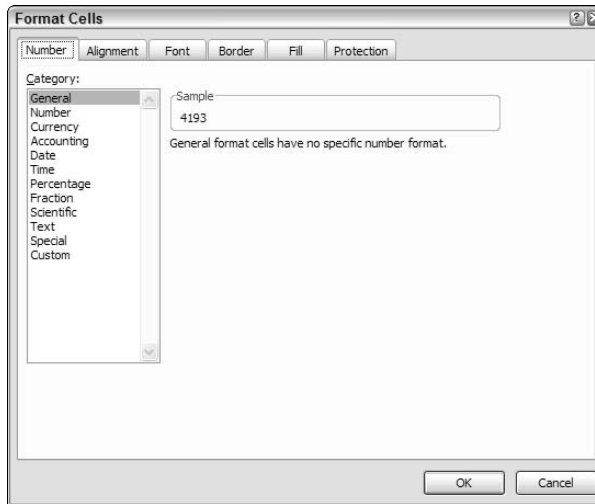 Format Cells
Number Alignment Font Border Fill Protection
Category:
General
Number
Currency
Accounting
Date
Time
Percentage
Fraction
Scientific
Text
Special
Custom
Sample
4193
General format cells have no specific number format.
OK Cancel